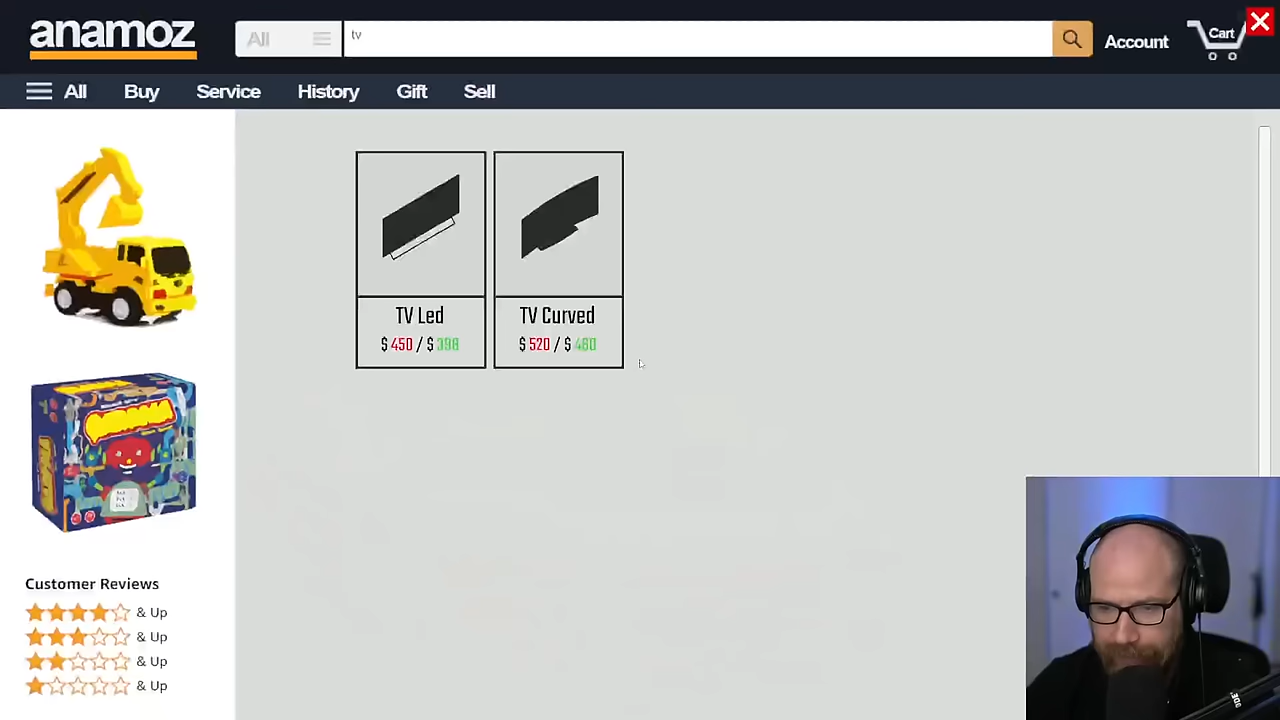 anamoz
All
tv
Account
Cart
All Buy Service History Gift Sell
TV Led
$ 450 / $ 398
TV Curved
$ 520 / $ 460
Customer Reviews
& Up
& Up
& Up
& Up